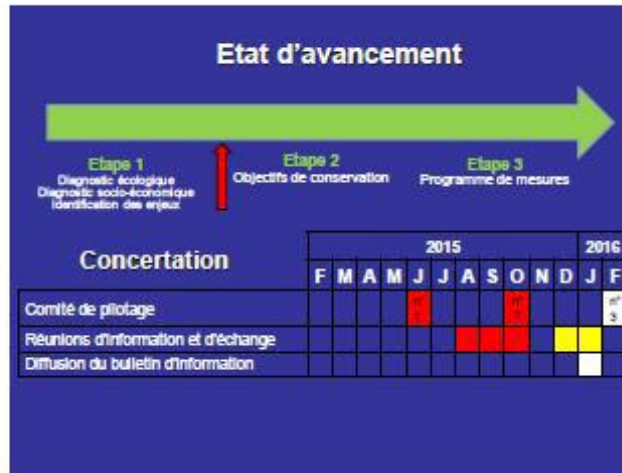 Etat d'avancement
Etape 1
Diagnostic écologique
Diagnostic socio-économique
Identification des enjeux
Etape 2
Objectifs de conservation
Etape 3
Programme de mesures
Concertation
2015 2016
F M A M J J A S O N D J F
Comité de pilotage n° n° n°
3
Réunions d'information et d'échange
Diffusion du bulletin d'information